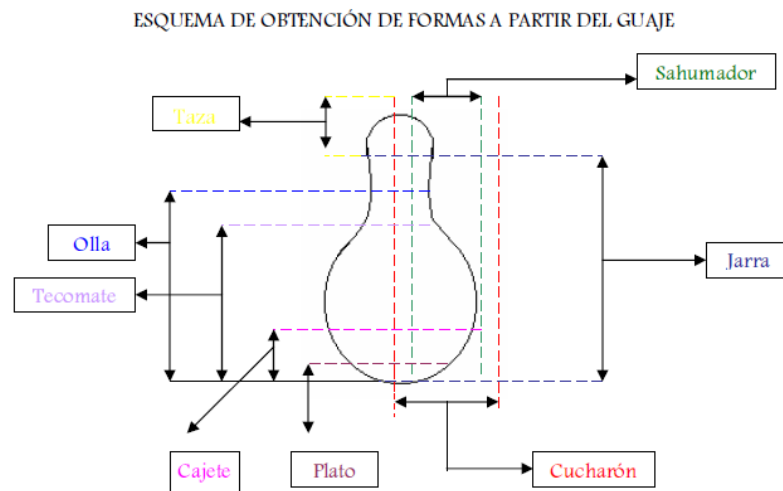 ESQUEMA DE OBTENCIÓN DE FORMAS A PARTIR DEL GUAJE
Sahumador
Taza
Olla
Jarra
Tecomate
Cajete
Plato
Cucharón